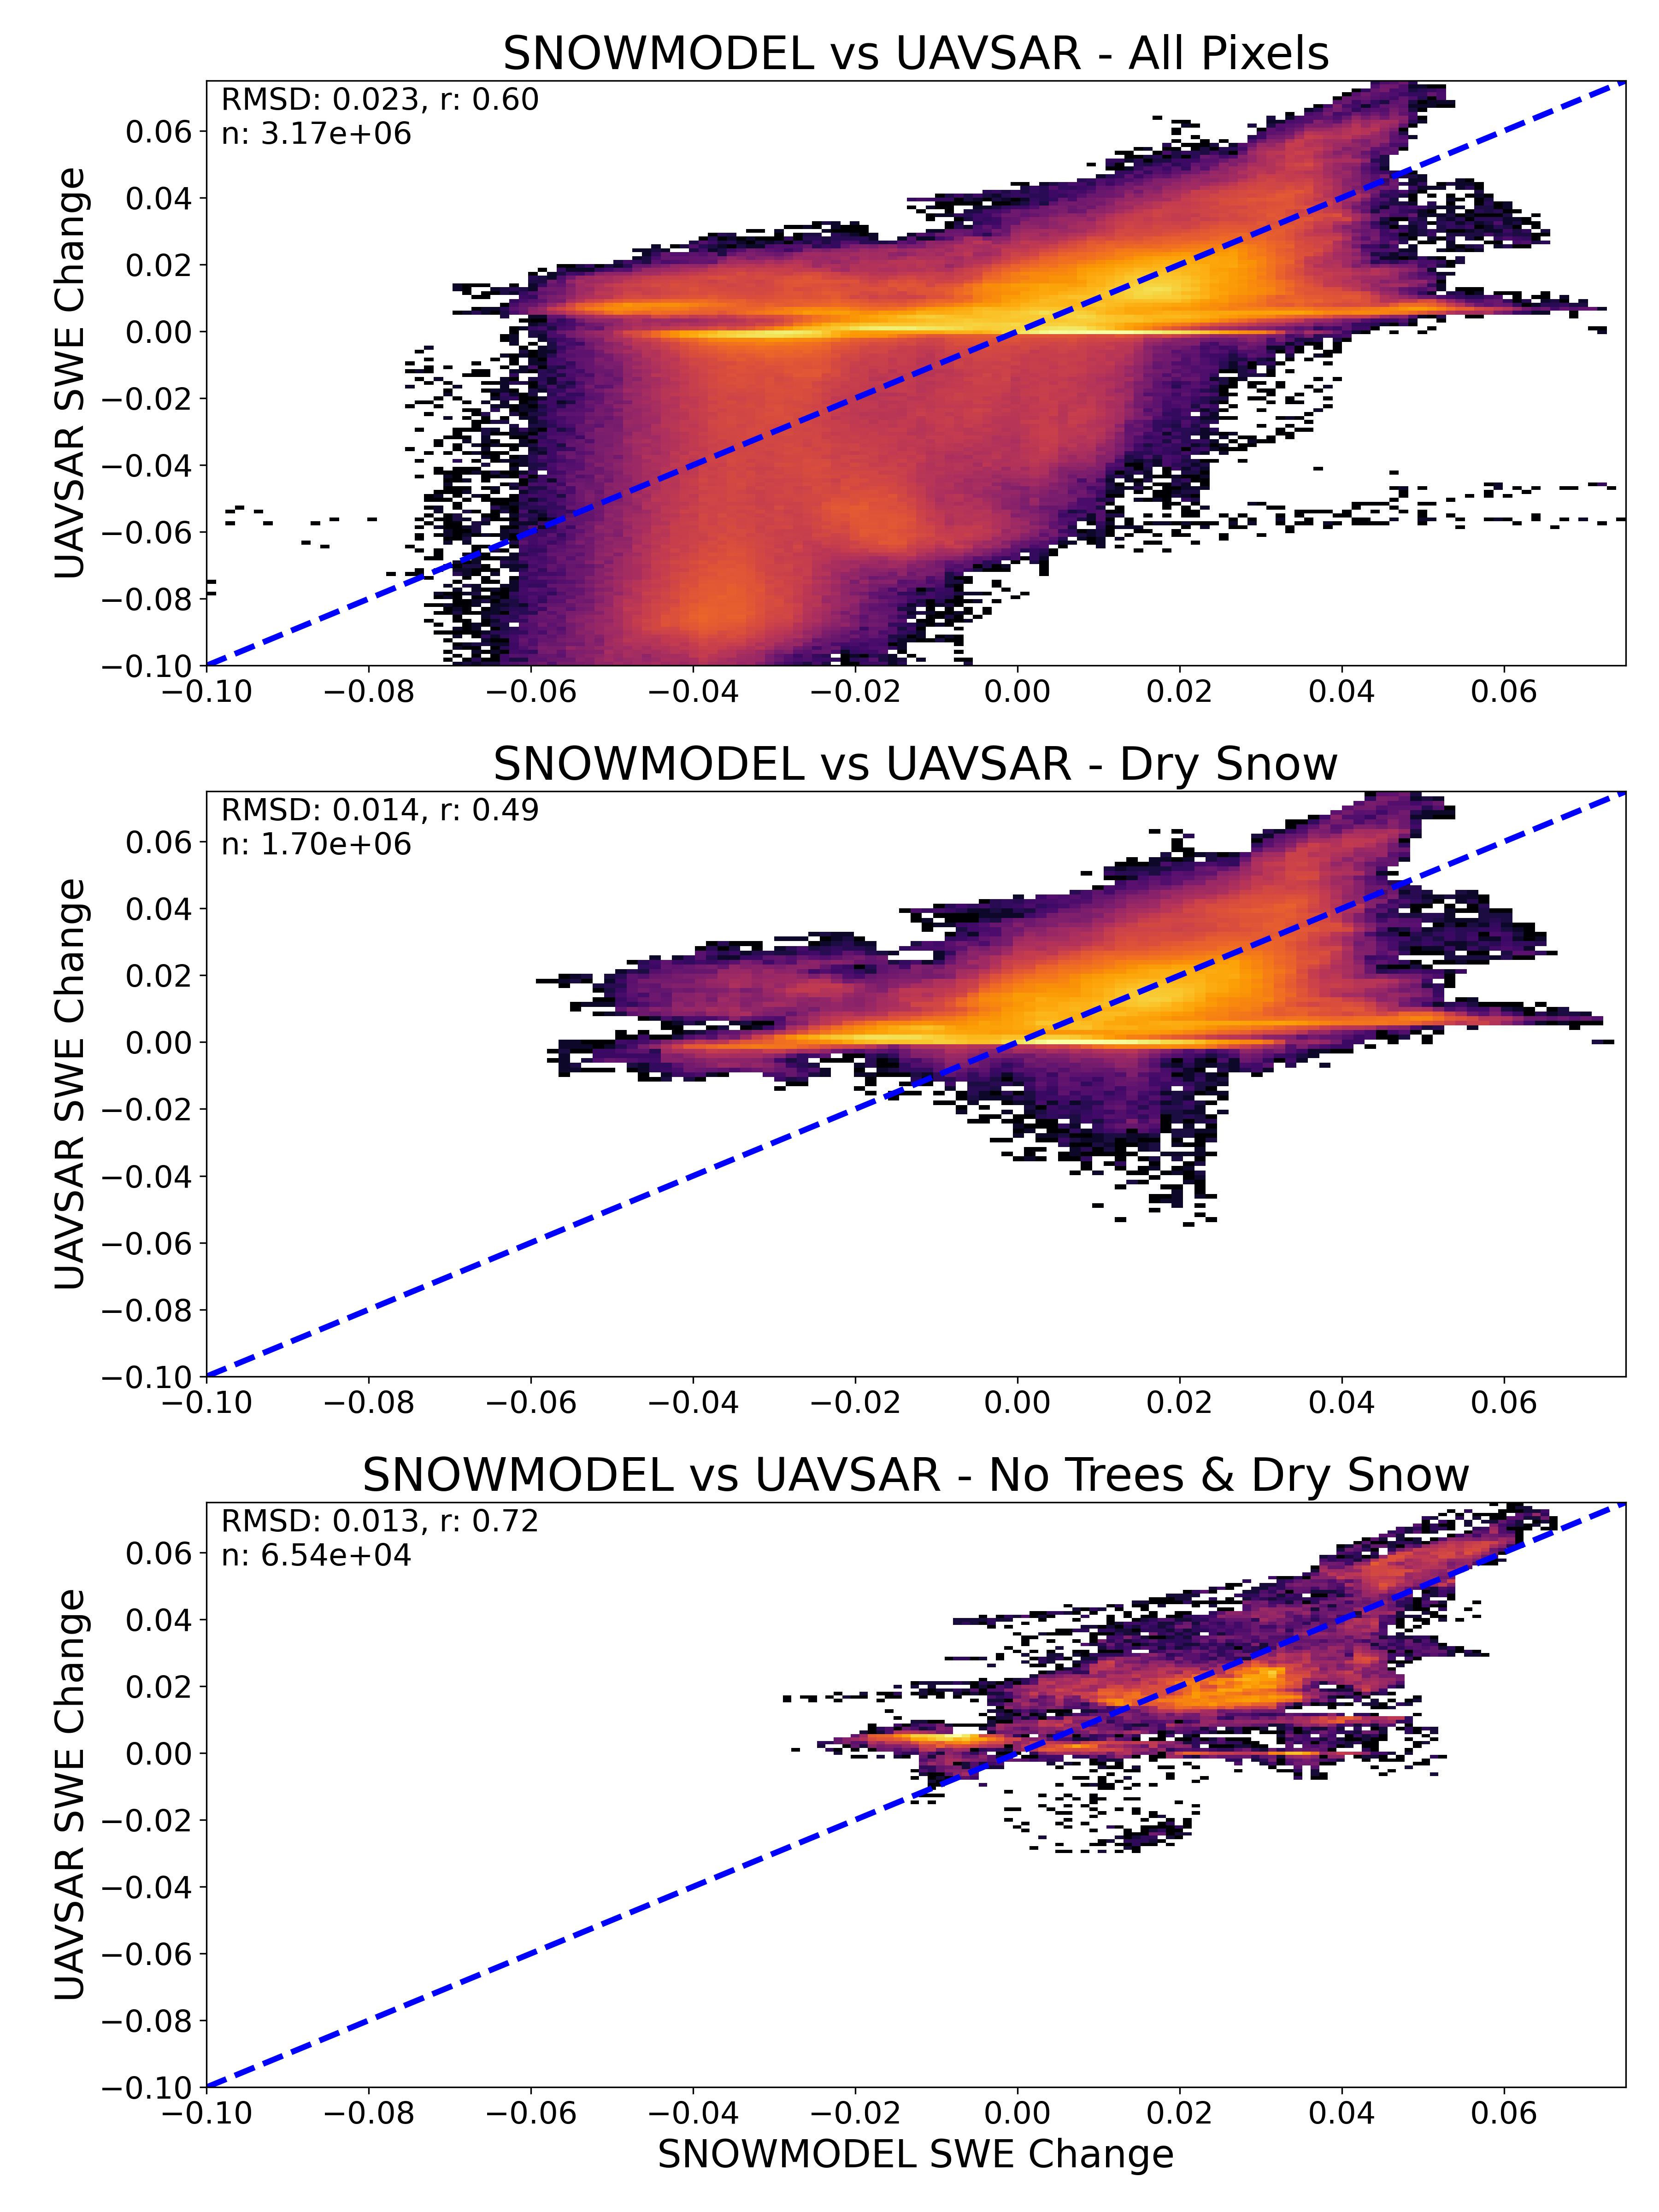 SNOWMODEL vs UAVSAR - All Pixels
RMSD: 0.023, r: 0.60
n: 3.17e+06
UAVSAR SWE Change
0.06
0.04
0.02
0.00
−0.02
−0.04
−0.06
−0.08
−0.10
−0.10 −0.08 −0.06 −0.04 −0.02 0.00 0.02 0.04 0.06
SNOWMODEL vs UAVSAR - Dry Snow
RMSD: 0.014, r: 0.49
n: 1.70e+06
UAVSAR SWE Change
0.06
0.04
0.02
0.00
−0.02
−0.04
−0.06
−0.08
−0.10
−0.10 −0.08 −0.06 −0.04 −0.02 0.00 0.02 0.04 0.06
SNOWMODEL vs UAVSAR - No Trees & Dry Snow
RMSD: 0.013, r: 0.72
n: 6.54e+04
UAVSAR SWE Change
0.06
0.04
0.02
0.00
−0.02
−0.04
−0.06
−0.08
−0.10
−0.10 −0.08 −0.06 −0.04 −0.02 0.00 0.02 0.04 0.06
SNOWMODEL SWE Change